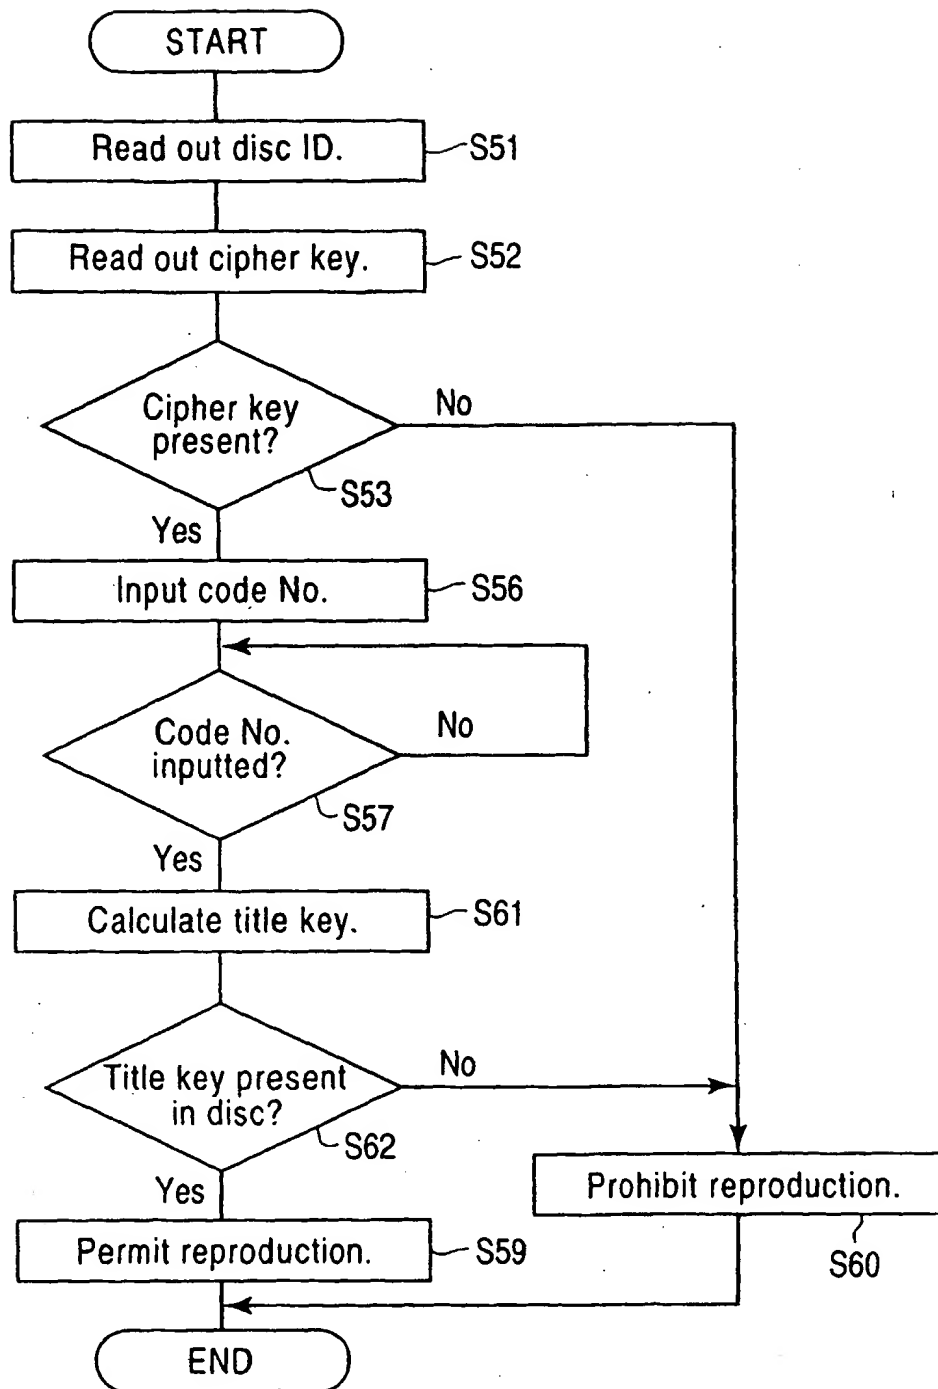 START
Read out disc ID.
S51
Read out cipher key.
S52
Cipher key
present?
No
S53
Yes
Input code No.
S56
Code No.
inputted?
No
S57
Yes
Calculate title key.
S61
Title key present
in disc?
No
S62
Yes
Prohibit reproduction.
S60
Permit reproduction.
S59
END